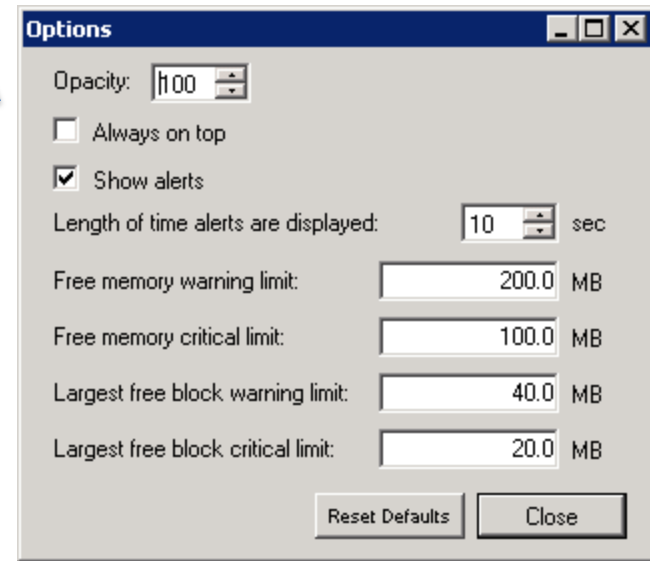 Options
Opacity: 100
Always on top
Show alerts
Length of time alerts are displayed: 10 sec
Free memory warning limit: 200.0 MB
Free memory critical limit: 100.0 MB
Largest free block warning limit: 40.0 MB
Largest free block critical limit: 20.0 MB
Reset Defaults Close